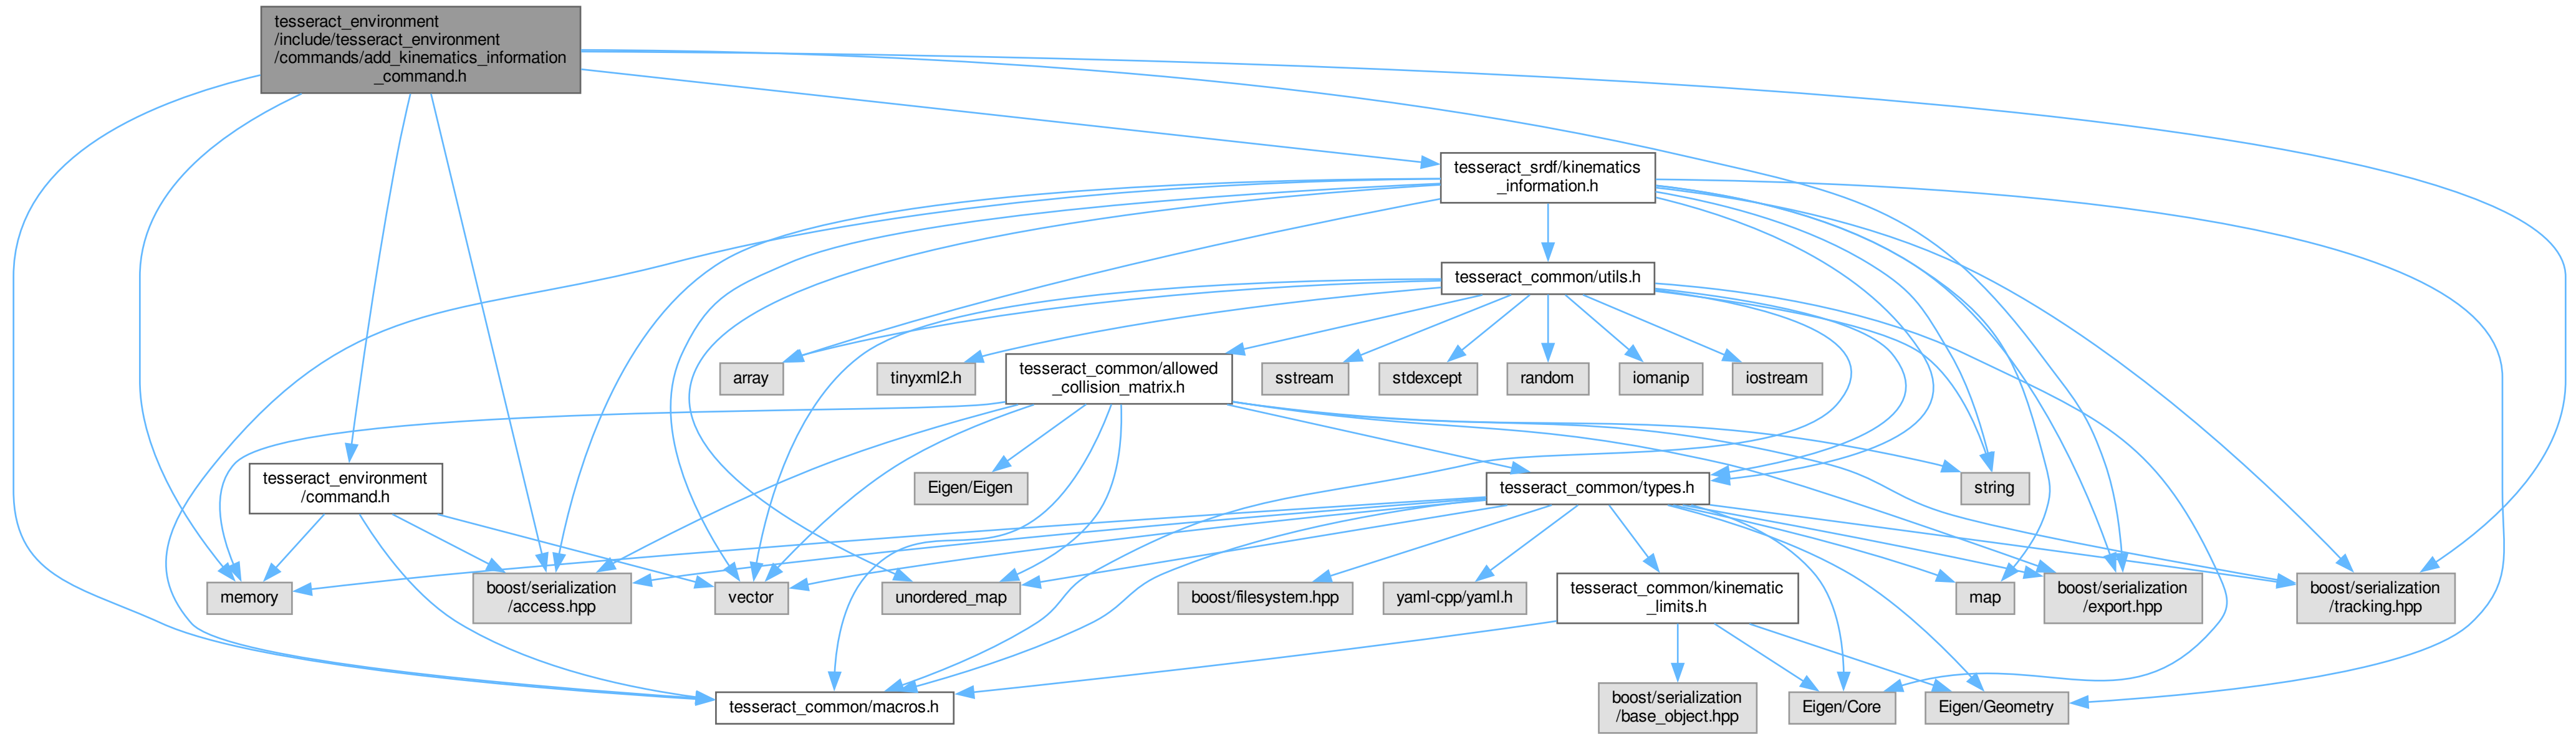 tesseract_environment
/include/tesseract_environment
/commands/add_kinematics_information
_command.h
tesseract_srdf/kinematics
_information.h
tesseract_common/utils.h
array
tinyxml2.h
tesseract_common/allowed
_collision_matrix.h
sstream
stdexcept
random
iomanip
iostream
tesseract_environment
/command.h
Eigen/Eigen
tesseract_common/types.h
string
memory
boost/serialization
/access.hpp
vector
unordered_map
boost/filesystem.hpp
yaml-cpp/yaml.h
tesseract_common/kinematic
_limits.h
map
boost/serialization
/export.hpp
boost/serialization
/tracking.hpp
tesseract_common/macros.h
boost/serialization
/base_object.hpp
Eigen/Core
Eigen/Geometry